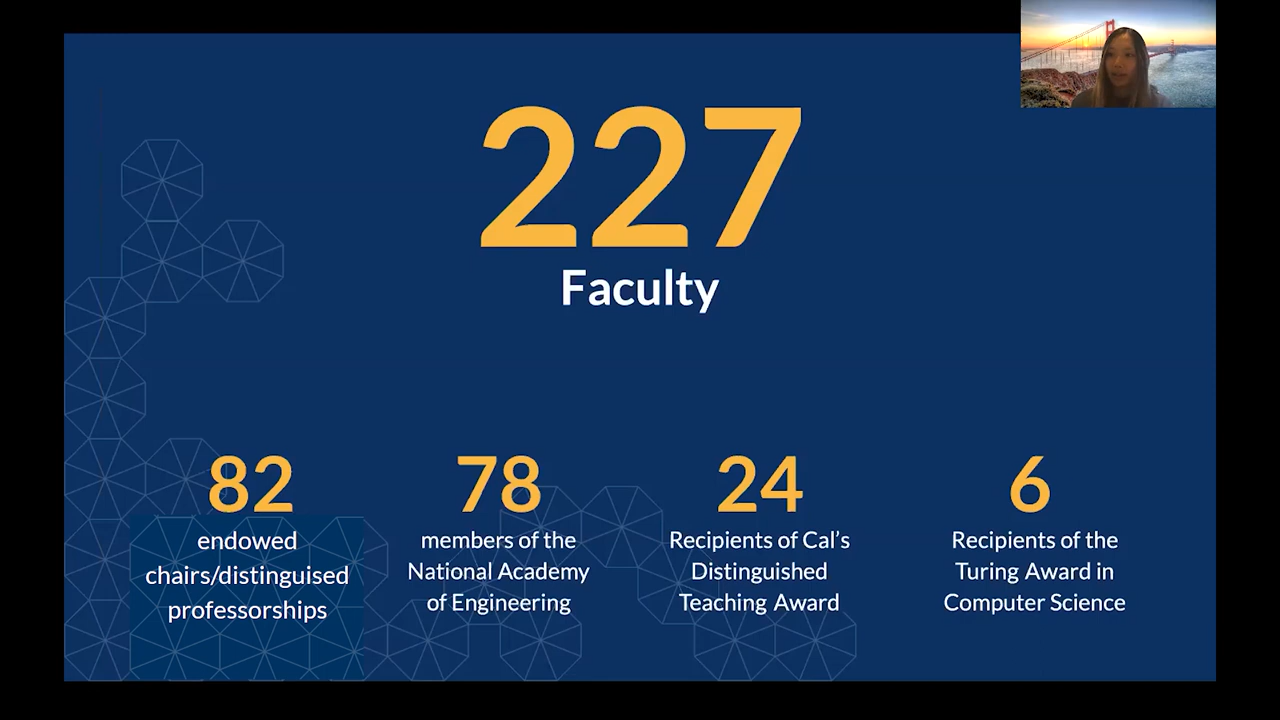 227
Faculty
82
endowed
chairs/distinguised
professorships
78
members of the
National Academy
of Engineering
24
Recipients of Cal's
Distinguished
Teaching Award
6
Recipients of the
Turing Award in
Computer Science